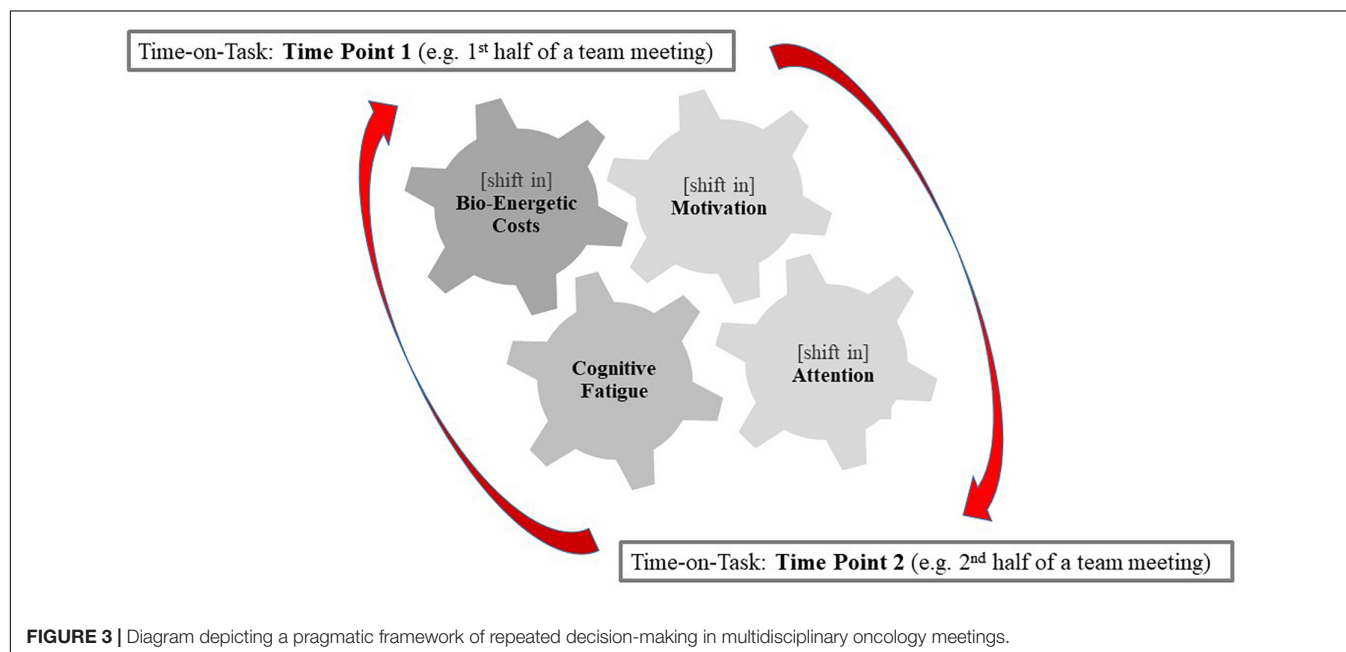 Time-on-Task: Time Point 1 (e.g. 1st half of a team meeting)
[shift in]
Bio-Energetic
Costs
[shift in]
Motivation
Cognitive
Fatigue
[shift in]
Attention
Time-on-Task: Time Point 2 (e.g. 2nd half of a team meeting)
FIGURE 3 | Diagram depicting a pragmatic framework of repeated decision-making in multidisciplinary oncology meetings.